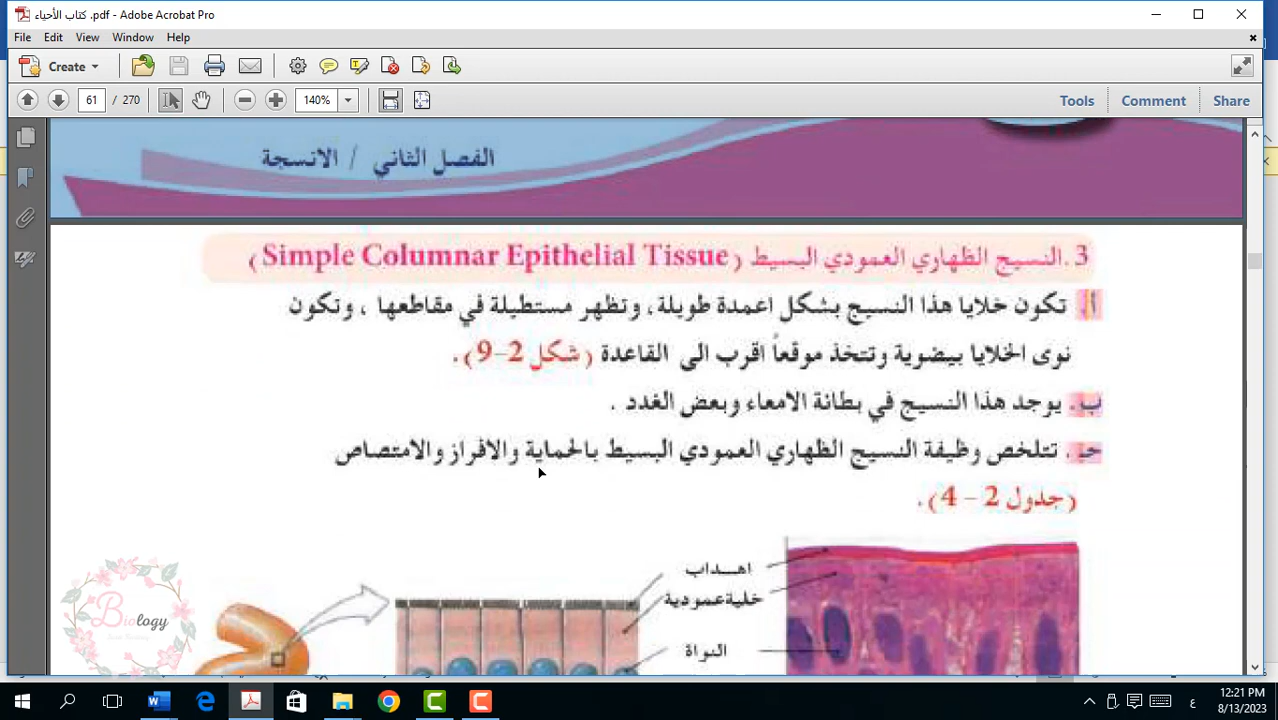 كتاب الأحياء .pdf - Adobe Acrobat Pro
File Edit View Window Help
Create
61 / 270 140% Tools Comment Share
الفصل الثاني / الانسجة
3 .النسيج الظهاري العمودي البسيط ( Simple Columnar Epithelial Tissue )
أ. تكون خلايا هذا النسيج بشكل اعمدة طويلة، وتظهر مستطيلة في مقاطعها ، وتكون
نوى الخلايا بيضوية وتتخذ موقعاً اقرب الى القاعدة (شكل 2-9).
ب. يوجد هذا النسيج في بطانة الامعاء وبعض الغدد .
جـ . تتلخص وظيفة النسيج الظهاري العمودي البسيط بالحماية والافراز والامتصاص
(جدول 2 - 4).
اهـداب
خلية عمودية
النواة
Biology
12:21 PM
ع
8/13/2023